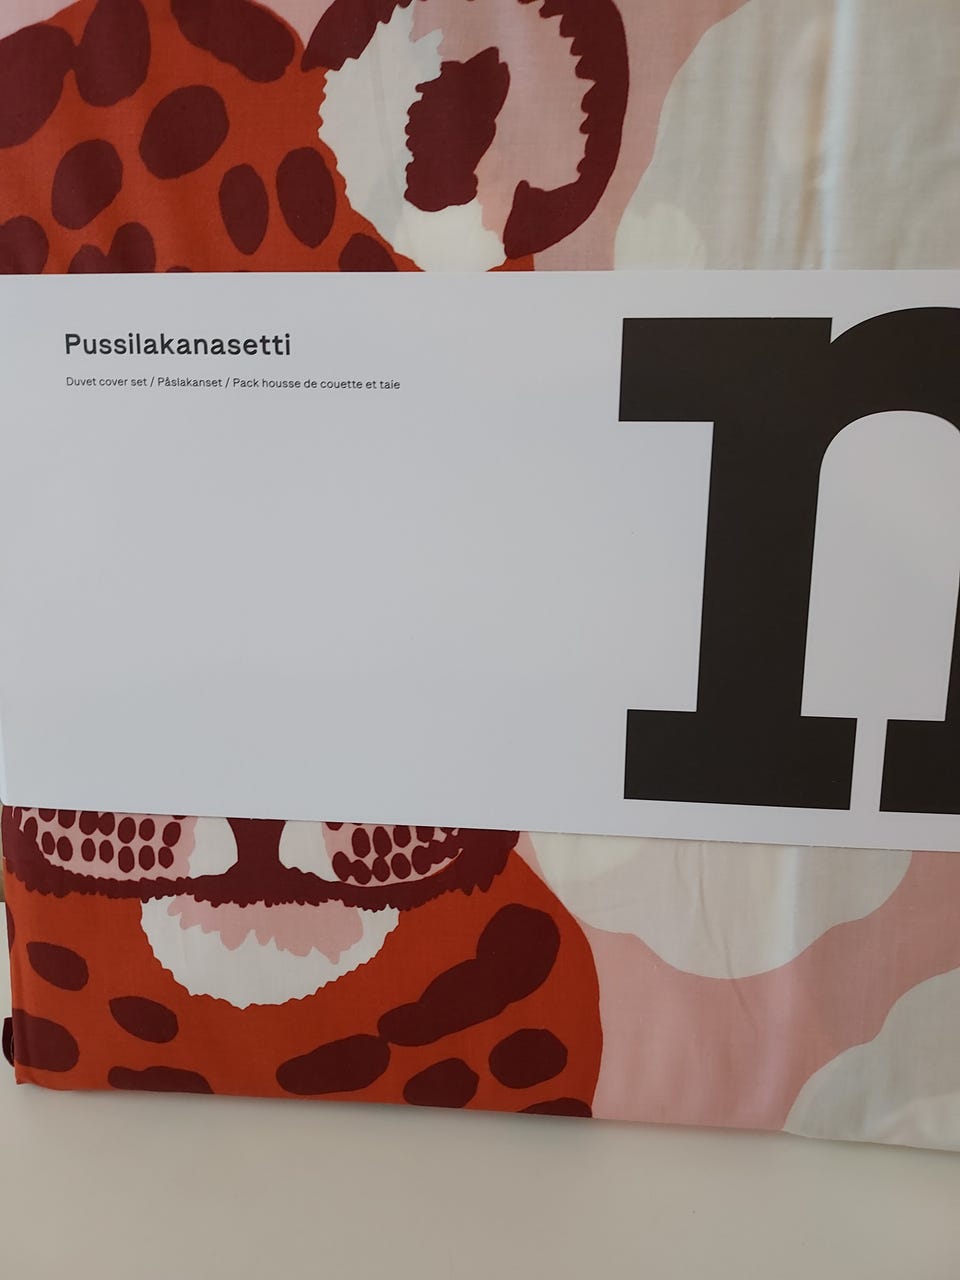 Pussilakanasetti
Duvet cover set / Påslakanset / Pack housse de couette et taie
m